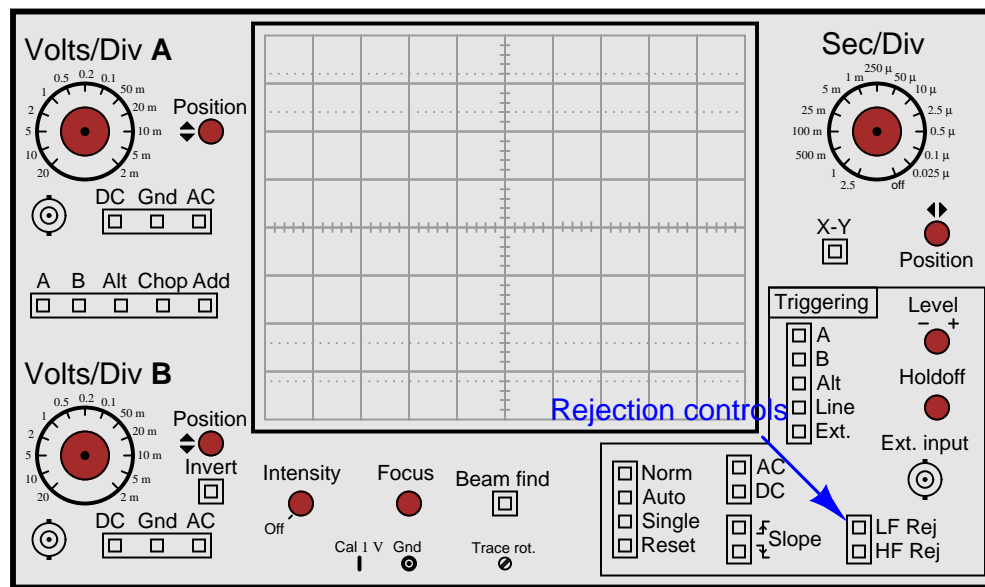 Volts/Div A
0.5 0.2 0.1
1 50 m
2 20 m
5 10 m
10 5 m
20 2 m
Position
DC Gnd AC
A B Alt Chop Add
Volts/Div B
0.5 0.2 0.1
1 50 m
2 20 m
5 10 m
10 5 m
20 2 m
Position
Invert
DC Gnd AC
Intensity
Off
Focus
Beam find
Cal 1 V Gnd Trace rot.
Sec/Div
250 µ
1 m 50 µ
5 m 10 µ
25 m 2.5 µ
100 m 0.5 µ
500 m 0.1 µ
1 0.025 µ
2.5 off
X-Y
Position
Triggering
A
B
Alt
Line
Ext.
Level
- +
Holdoff
Ext. input
Rejection controls
Norm
Auto
Single
Reset
AC
DC
Slope
LF Rej
HF Rej